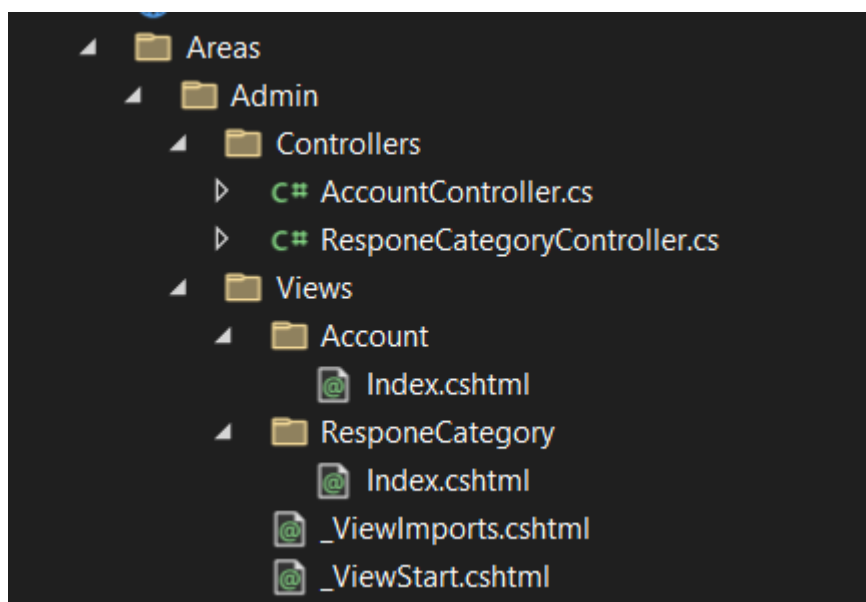 Areas
Admin
Controllers
C# AccountController.cs
C# ResponeCategoryController.cs
Views
Account
@ Index.cshtml
ResponeCategory
@ Index.cshtml
@ _ViewImports.cshtml
@ _ViewStart.cshtml